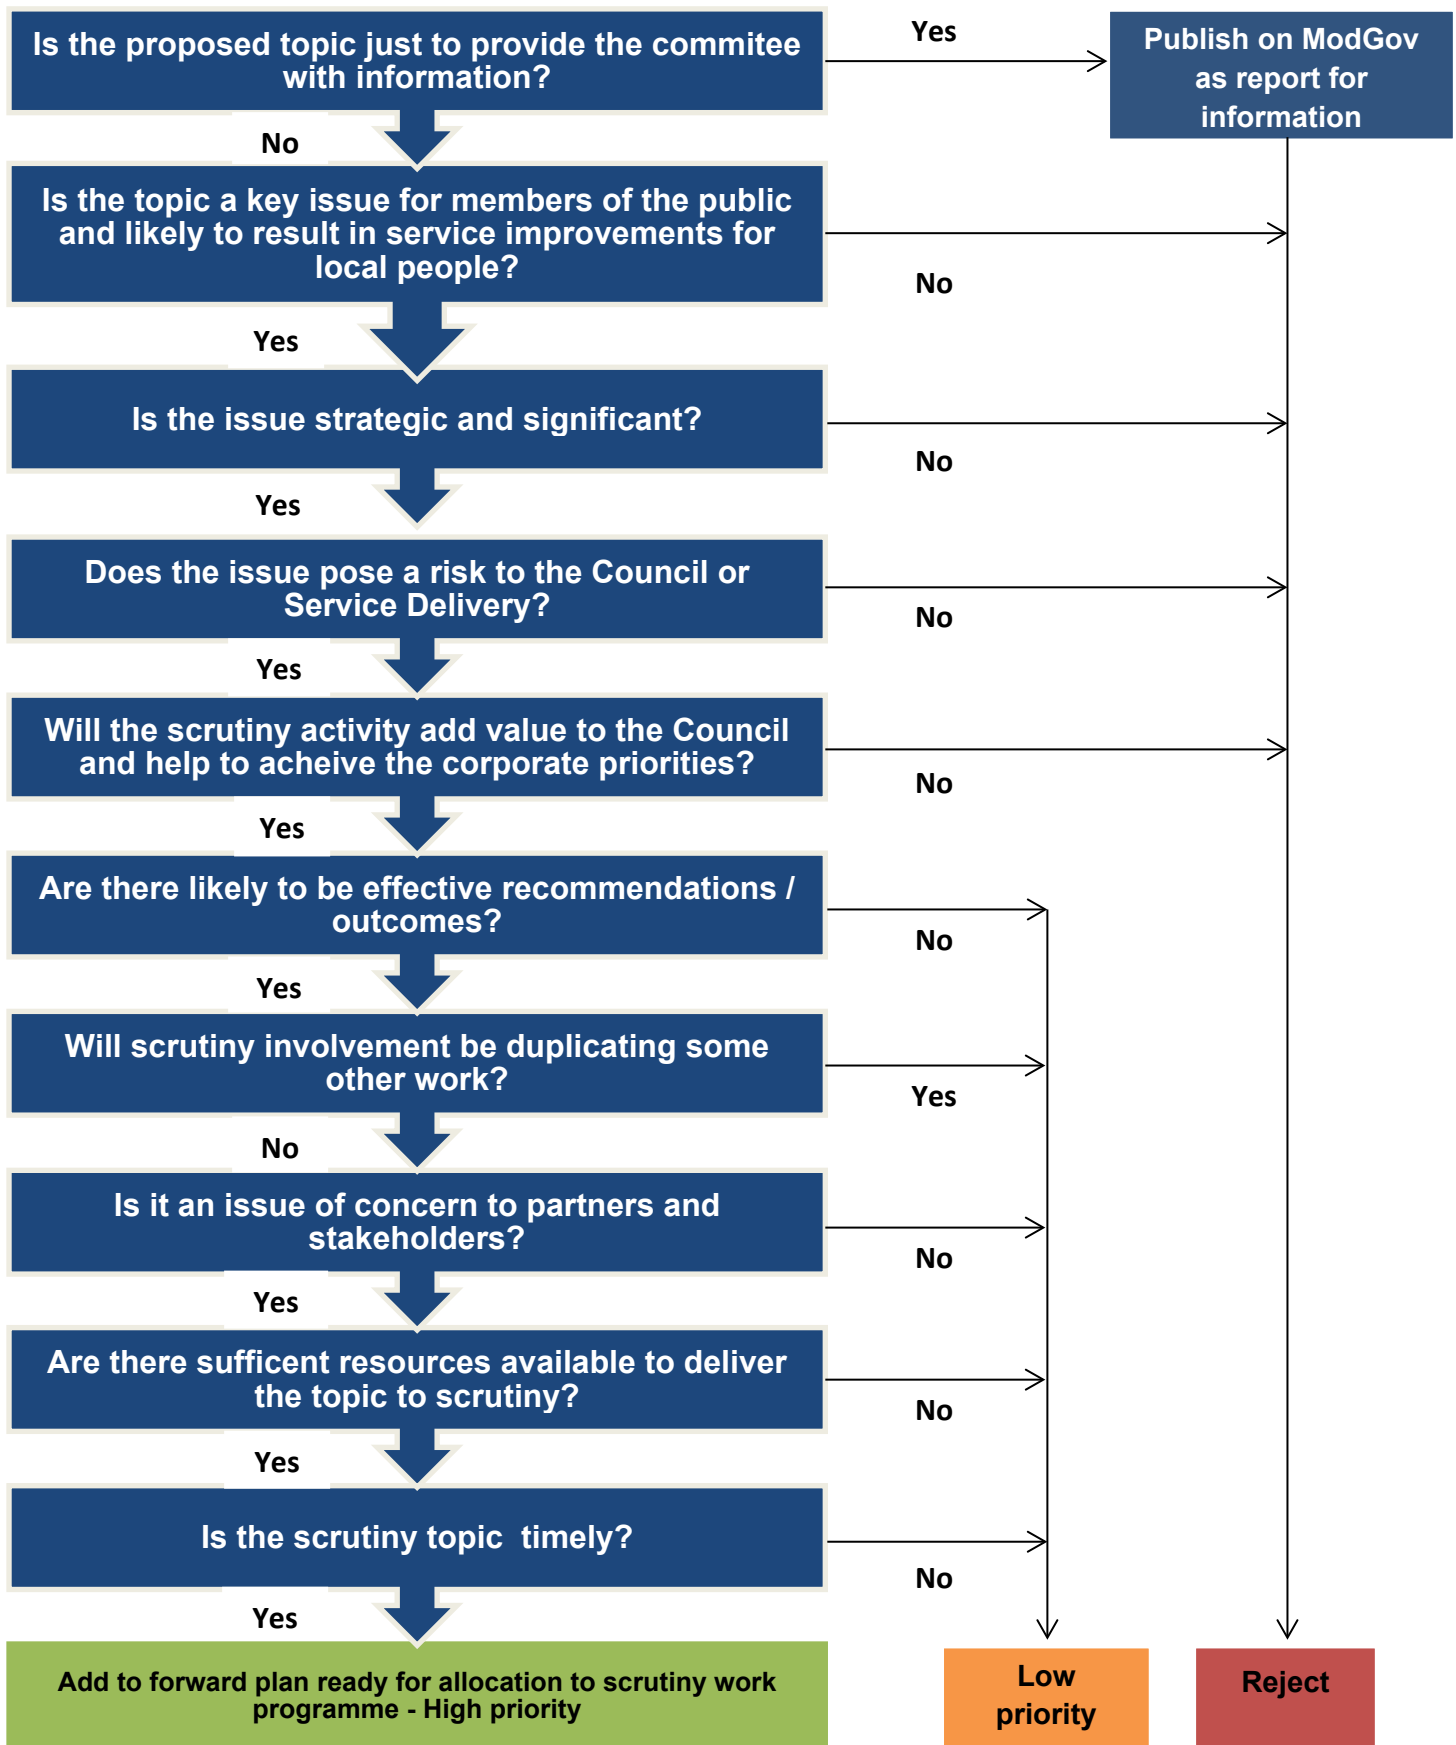 Is the proposed topic just to provide the commitee
with information?
Yes
Publish on ModGov
as report for
information
No
Is the topic a key issue for members of the public
and likely to result in service improvements for
local people?
No
Yes
Is the issue strategic and significant?
No
Yes
Does the issue pose a risk to the Council or
Service Delivery?
No
Yes
Will the scrutiny activity add value to the Council
and help to acheive the corporate priorities?
No
Yes
Are there likely to be effective recommendations /
outcomes?
No
Yes
Will scrutiny involvement be duplicating some
other work?
Yes
No
Is it an issue of concern to partners and
stakeholders?
No
Yes
Are there sufficent resources available to deliver
the topic to scrutiny?
No
Yes
Is the scrutiny topic  timely?
No
Yes
Add to forward plan ready for allocation to scrutiny work
programme - High priority
Low
priority
Reject